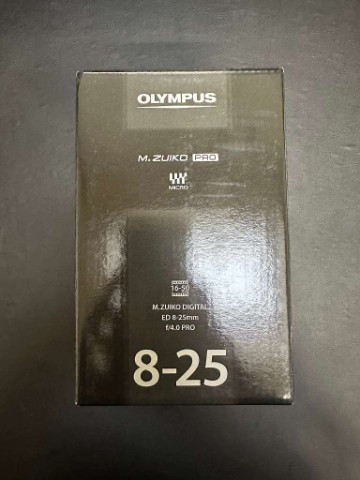 OLYMPUS
M.ZUIKO PRO
MICRO
16-50
M.ZUIKO DIGITAL
ED 8-25mm
f/4.0 PRO
8-25